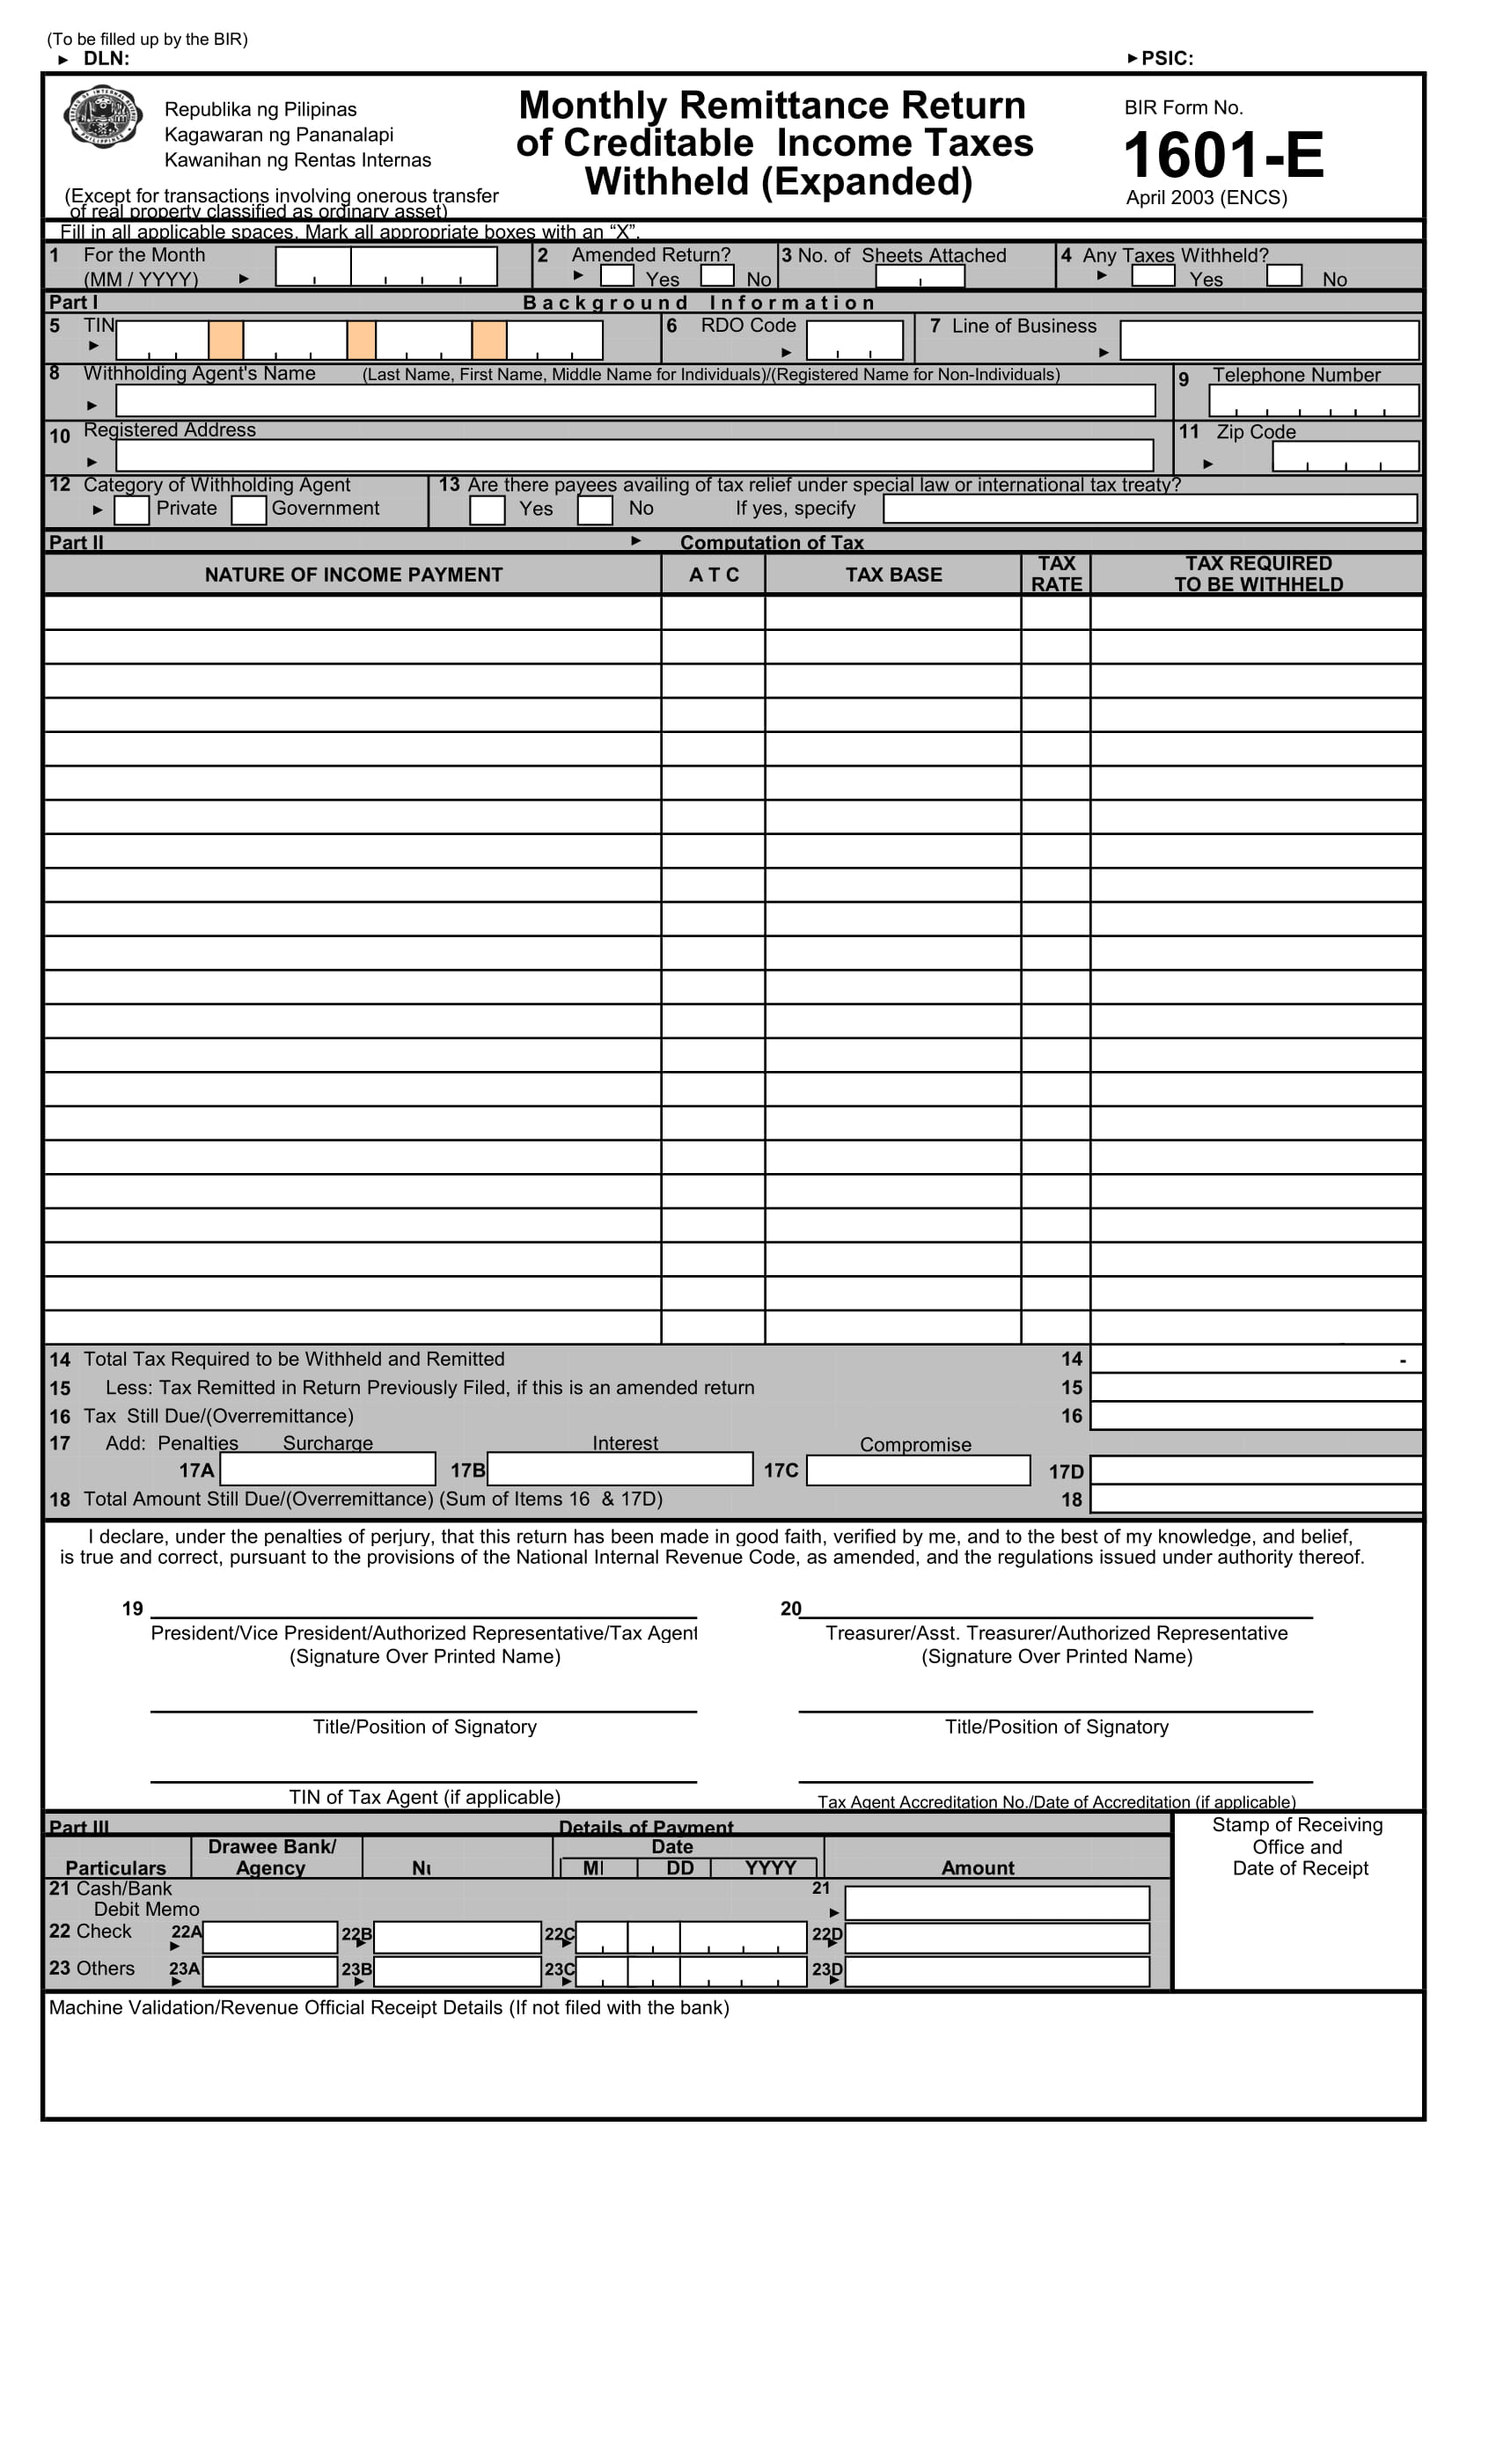 (To be filled up by the BIR)
DLN: PSIC:
Republika ng Pilipinas
Kagawaran ng Pananalapi
Kawanihan ng Rentas Internas
(Except for transactions involving onerous transfer
of real property classified as ordinary asset)
Monthly Remittance Return
of Creditable Income Taxes
Withheld (Expanded)
BIR Form No.
1601-E
April 2003 (ENCS)
Fill in all applicable spaces. Mark all appropriate boxes with an “X”.
1 For the Month
(MM / YYYY)
2 Amended Return?
Yes No
3 No. of Sheets Attached
4 Any Taxes Withheld?
Yes No
Part I Background Information
5 TIN
6 RDO Code
7 Line of Business
8 Withholding Agent's Name (Last Name, First Name, Middle Name for Individuals)/(Registered Name for Non-Individuals)
9 Telephone Number
10 Registered Address
11 Zip Code
12 Category of Withholding Agent
Private Government
13 Are there payees availing of tax relief under special law or international tax treaty?
Yes No If yes, specify
Part II Computation of Tax
NATURE OF INCOME PAYMENT A T C TAX BASE TAX RATE TAX REQUIRED TO BE WITHHELD
14 Total Tax Required to be Withheld and Remitted 14 -
15 Less: Tax Remitted in Return Previously Filed, if this is an amended return 15
16 Tax Still Due/(Overremittance) 16
17 Add: Penalties Surcharge Interest Compromise
17A 17B 17C 17D
18 Total Amount Still Due/(Overremittance) (Sum of Items 16 & 17D) 18
I declare, under the penalties of perjury, that this return has been made in good faith, verified by me, and to the best of my knowledge, and belief,
is true and correct, pursuant to the provisions of the National Internal Revenue Code, as amended, and the regulations issued under authority thereof.
19 20
President/Vice President/Authorized Representative/Tax Agent Treasurer/Asst. Treasurer/Authorized Representative
(Signature Over Printed Name) (Signature Over Printed Name)
Title/Position of Signatory Title/Position of Signatory
TIN of Tax Agent (if applicable) Tax Agent Accreditation No./Date of Accreditation (if applicable)
Part III Details of Payment
Stamp of Receiving
Office and
Date of Receipt
Drawee Bank/ Date
Particulars Agency DD YYYY Amount
21 Cash/Bank 21
Debit Memo
22 Check 22A 22B 22C 22D
23 Others 23A 23B 23C 23D
Machine Validation/Revenue Official Receipt Details (If not filed with the bank)